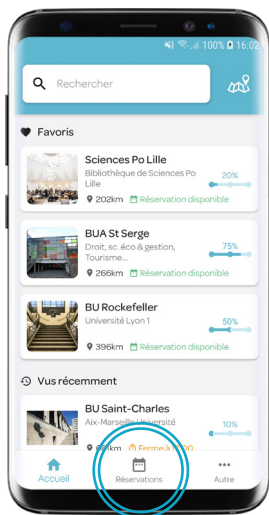 100% 16:02
Rechercher
Favoris
Sciences Po Lille
Bibliothèque de Sciences Po
Lille
20%
202km Réservation disponible
BUA St Serge
Droit, sc. éco & gestion,
Tourisme...
75%
266km Réservation disponible
BU Rockefeller
Université Lyon 1
50%
396km Réservation disponible
Vus récemment
BU Saint-Charles
Aix-Marseille Université
10%
Ferme à
Accueil Réservations Autre